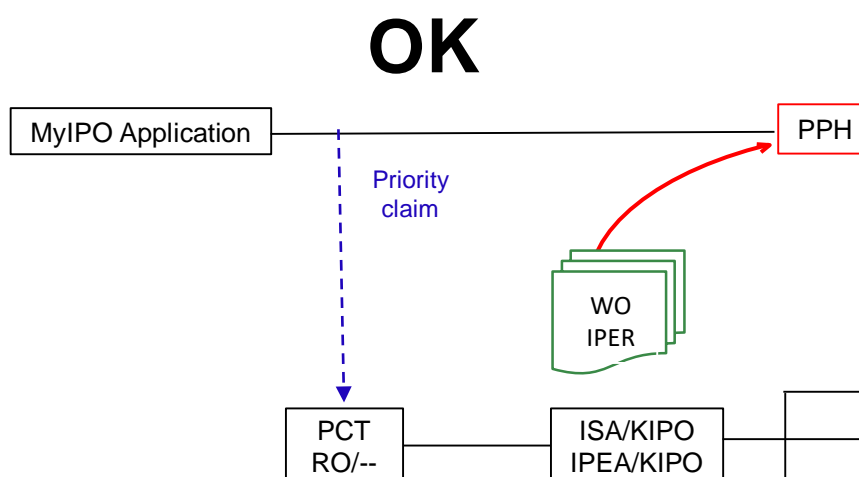 OK
MyIPO Application
PPH
Priority
claim
WO
IPER
PCT
RO/--
ISA/KIPO
IPEA/KIPO